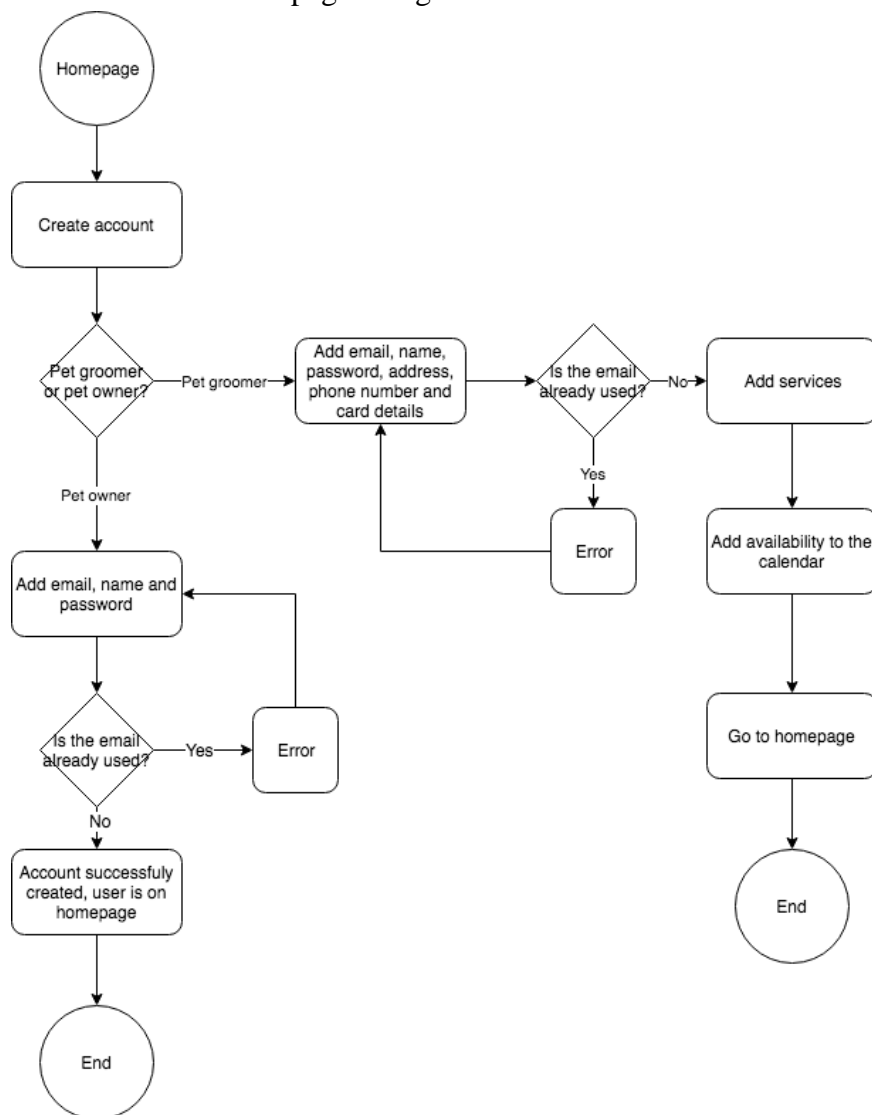 Homepage
Create account
Pet groomer
or pet owner?
Pet groomer
Add email, name,
password, address,
phone number and
card details
Is the email
already used?
No
Add services
Yes
Error
Add availability to the
calendar
Go to homepage
End
Pet owner
Add email, name and
password
Is the email
already used?
Yes
Error
No
Account successfuly
created, user is on
homepage
End